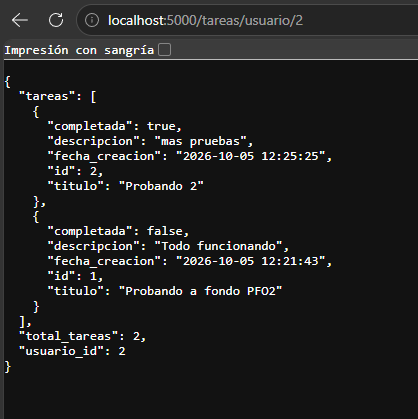 localhost:5000/tareas/usuario/2
Impresión con sangría
{
  "tareas": [
    {
      "completada": true,
      "descripcion": "mas pruebas",
      "fecha_creacion": "2026-10-05 12:25:25",
      "id": 2,
      "titulo": "Probando 2"
    },
    {
      "completada": false,
      "descripcion": "Todo funcionando",
      "fecha_creacion": "2026-10-05 12:21:43",
      "id": 1,
      "titulo": "Probando a fondo PFO2"
    }
  ],
  "total_tareas": 2,
  "usuario_id": 2
}